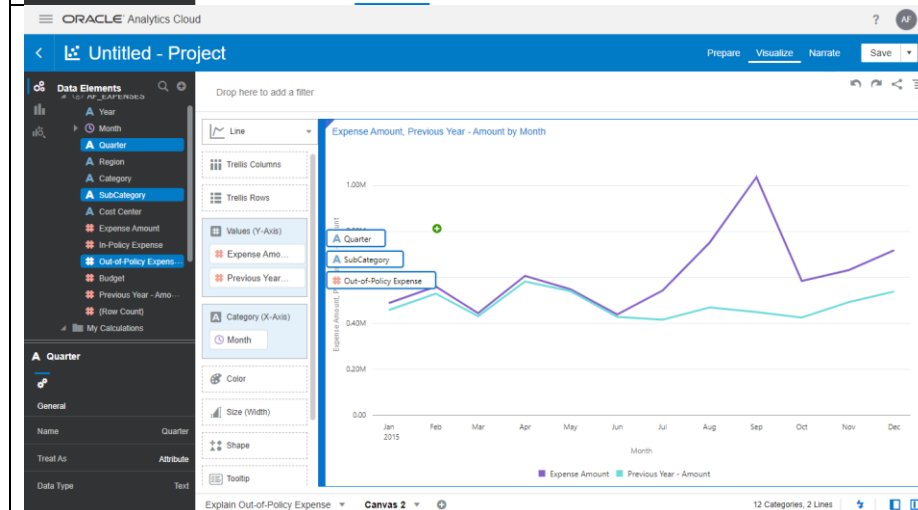 ORACLE Analytics Cloud
?
AF
Untitled - Project
Prepare
Visualize
Narrate
Save
Data Elements
AF_EXPENSES
Drop here to add a filter
A Year
Month
A Quarter
A Region
A Category
A SubCategory
A Cost Center
# Expense Amount
# In-Policy Expense
# Out-of-Policy Expens...
# Budget
# Previous Year - Amo...
# (Row Count)
My Calculations
A Quarter
General
Name Quarter
Treat As Attribute
Data Type Text
Line
Trellis Columns
Trellis Rows
# Values (Y-Axis)
# Expense Amo...
# Previous Year...
A Category (X-Axis)
Month
Color
Size (Width)
Shape
Tooltip
Expense Amount, Previous Year - Amount by Month
1.00M
A Quarter
A SubCategory
# Out-of-Policy Expense
0.40M
0.20M
0.00
Jan Feb Mar Apr May Jun Jul Aug Sep Oct Nov Dec
2015
Month
Expense Amount Previous Year - Amount
Explain Out-of-Policy Expense
Canvas 2
12 Categories, 2 Lines